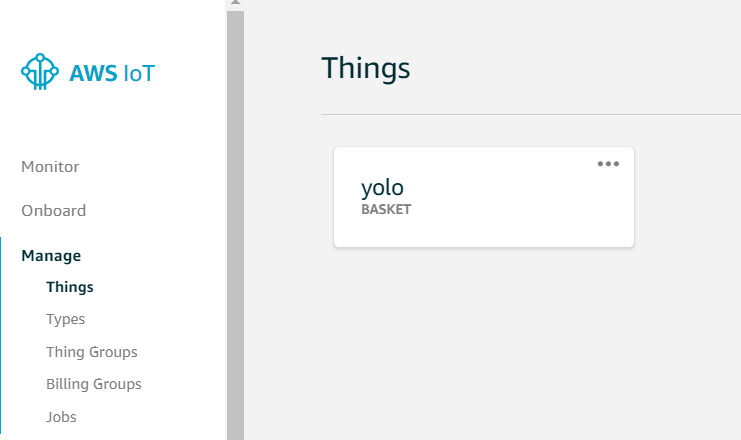 AWS IoT
Things
Monitor
Onboard
Manage
Things
Types
Thing Groups
Billing Groups
Jobs
yolo
BASKET